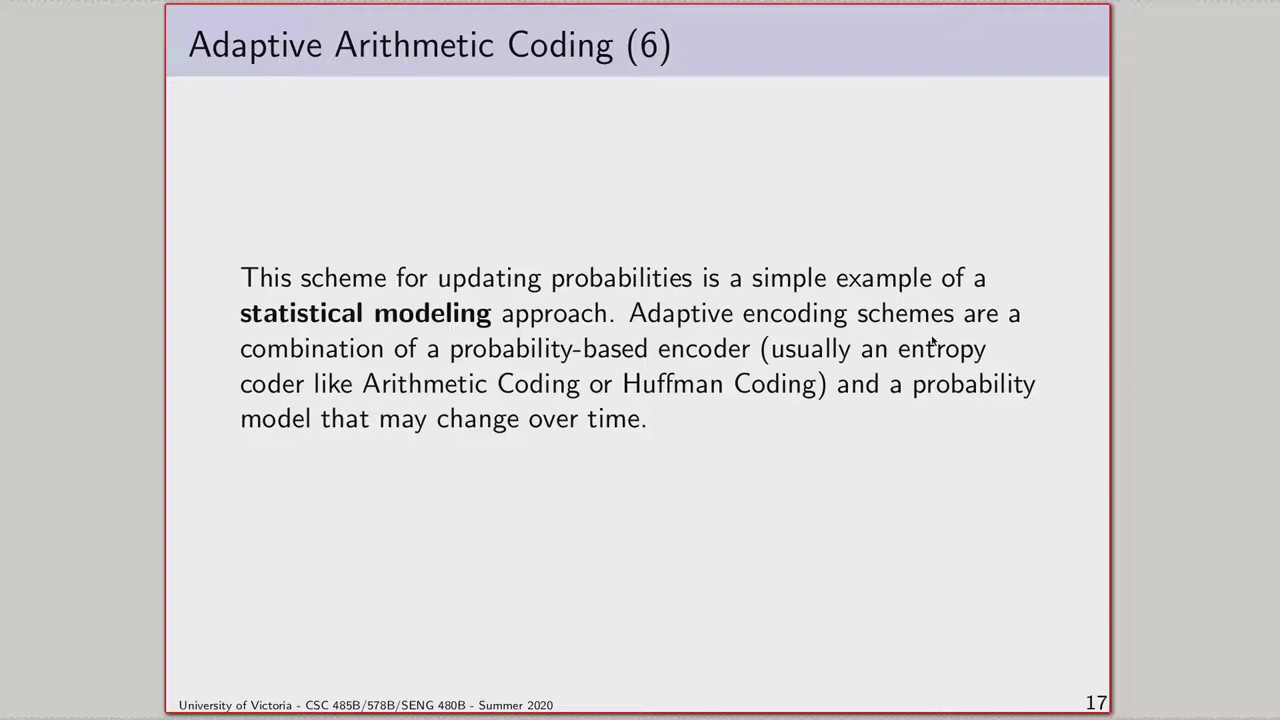 Adaptive Arithmetic Coding (6)
This scheme for updating probabilities is a simple example of a
statistical modeling approach. Adaptive encoding schemes are a
combination of a probability-based encoder (usually an entropy
coder like Arithmetic Coding or Huffman Coding) and a probability
model that may change over time.
University of Victoria - CSC 485B/578B/SENG 480B - Summer 2020
17